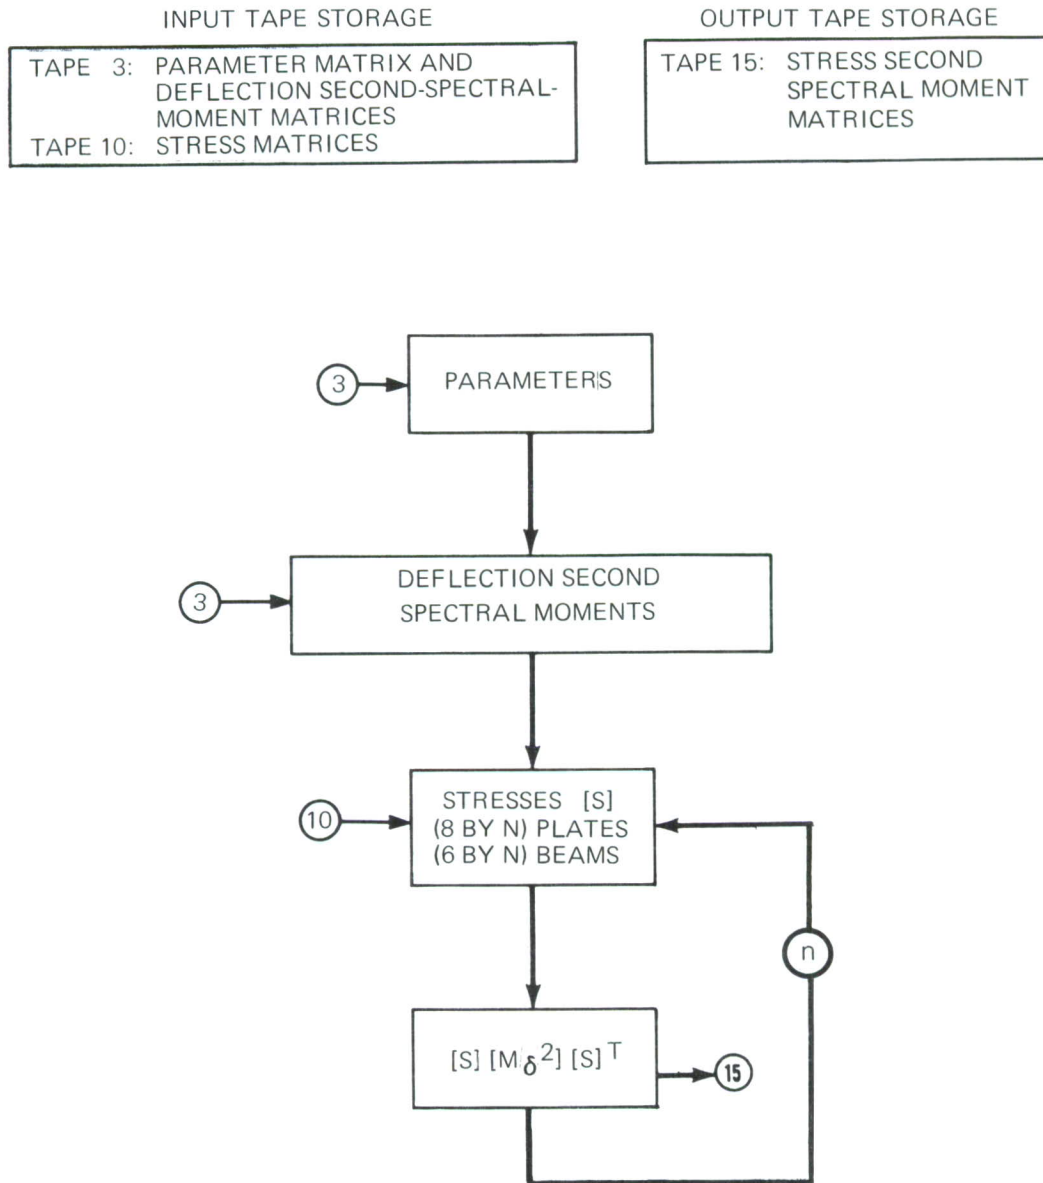 INPUT TAPE STORAGE
TAPE 3: PARAMETER MATRIX AND
DEFLECTION SECOND-SPECTRAL-
MOMENT MATRICES
TAPE 10: STRESS MATRICES
OUTPUT TAPE STORAGE
TAPE 15: STRESS SECOND
SPECTRAL MOMENT
MATRICES
3
PARAMETERS
3
DEFLECTION SECOND
SPECTRAL MOMENTS
10
STRESSES [S]
(8 BY N) PLATES
(6 BY N) BEAMS
n
[S] [Mδ²] [S]ᵀ
15